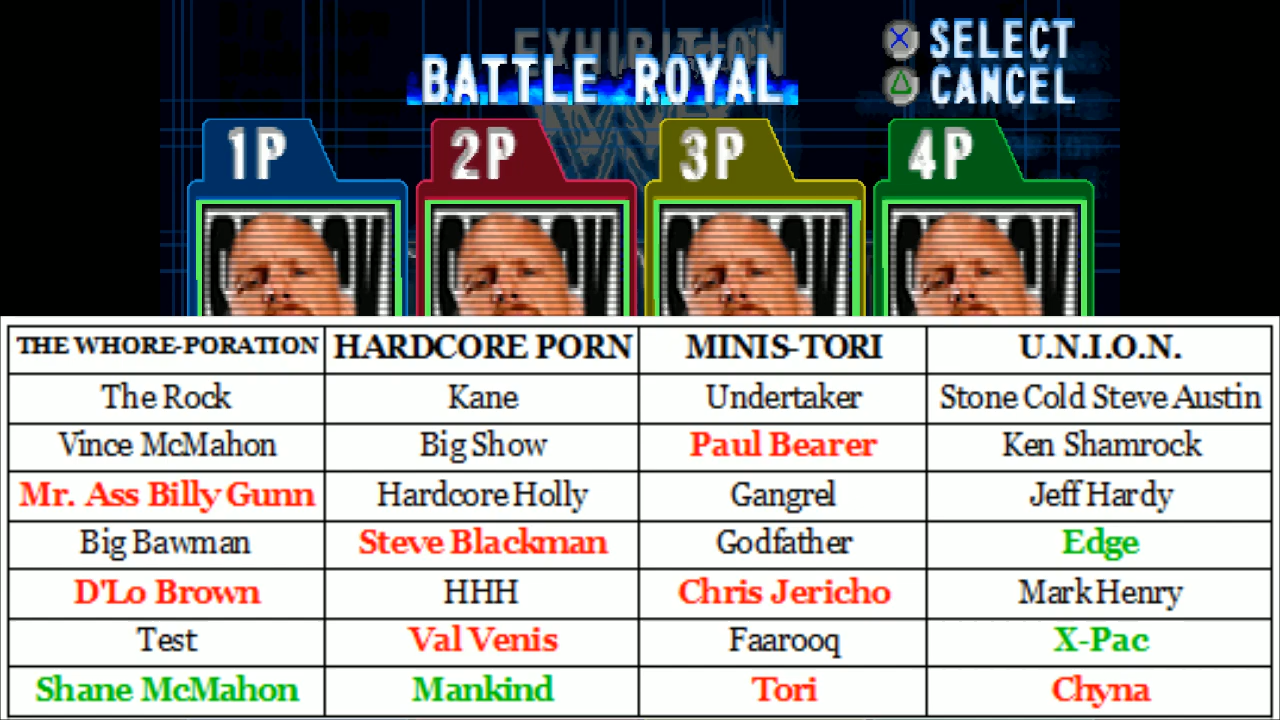 EXHIBITION
BATTLE ROYAL
SELECT
CANCEL
1P 2P 3P 4P
THE WHORE-PORATION HARDCORE PORN MINIS-TORI U.N.I.O.N.
The Rock Kane Undertaker Stone Cold Steve Austin
Vince McMahon Big Show Paul Bearer Ken Shamrock
Mr. Ass Billy Gunn Hardcore Holly Gangrel Jeff Hardy
Big Bawman Steve Blackman Godfather Edge
D'Lo Brown HHH Chris Jericho Mark Henry
Test Val Venis Faarooq X-Pac
Shane McMahon Mankind Tori Chyna